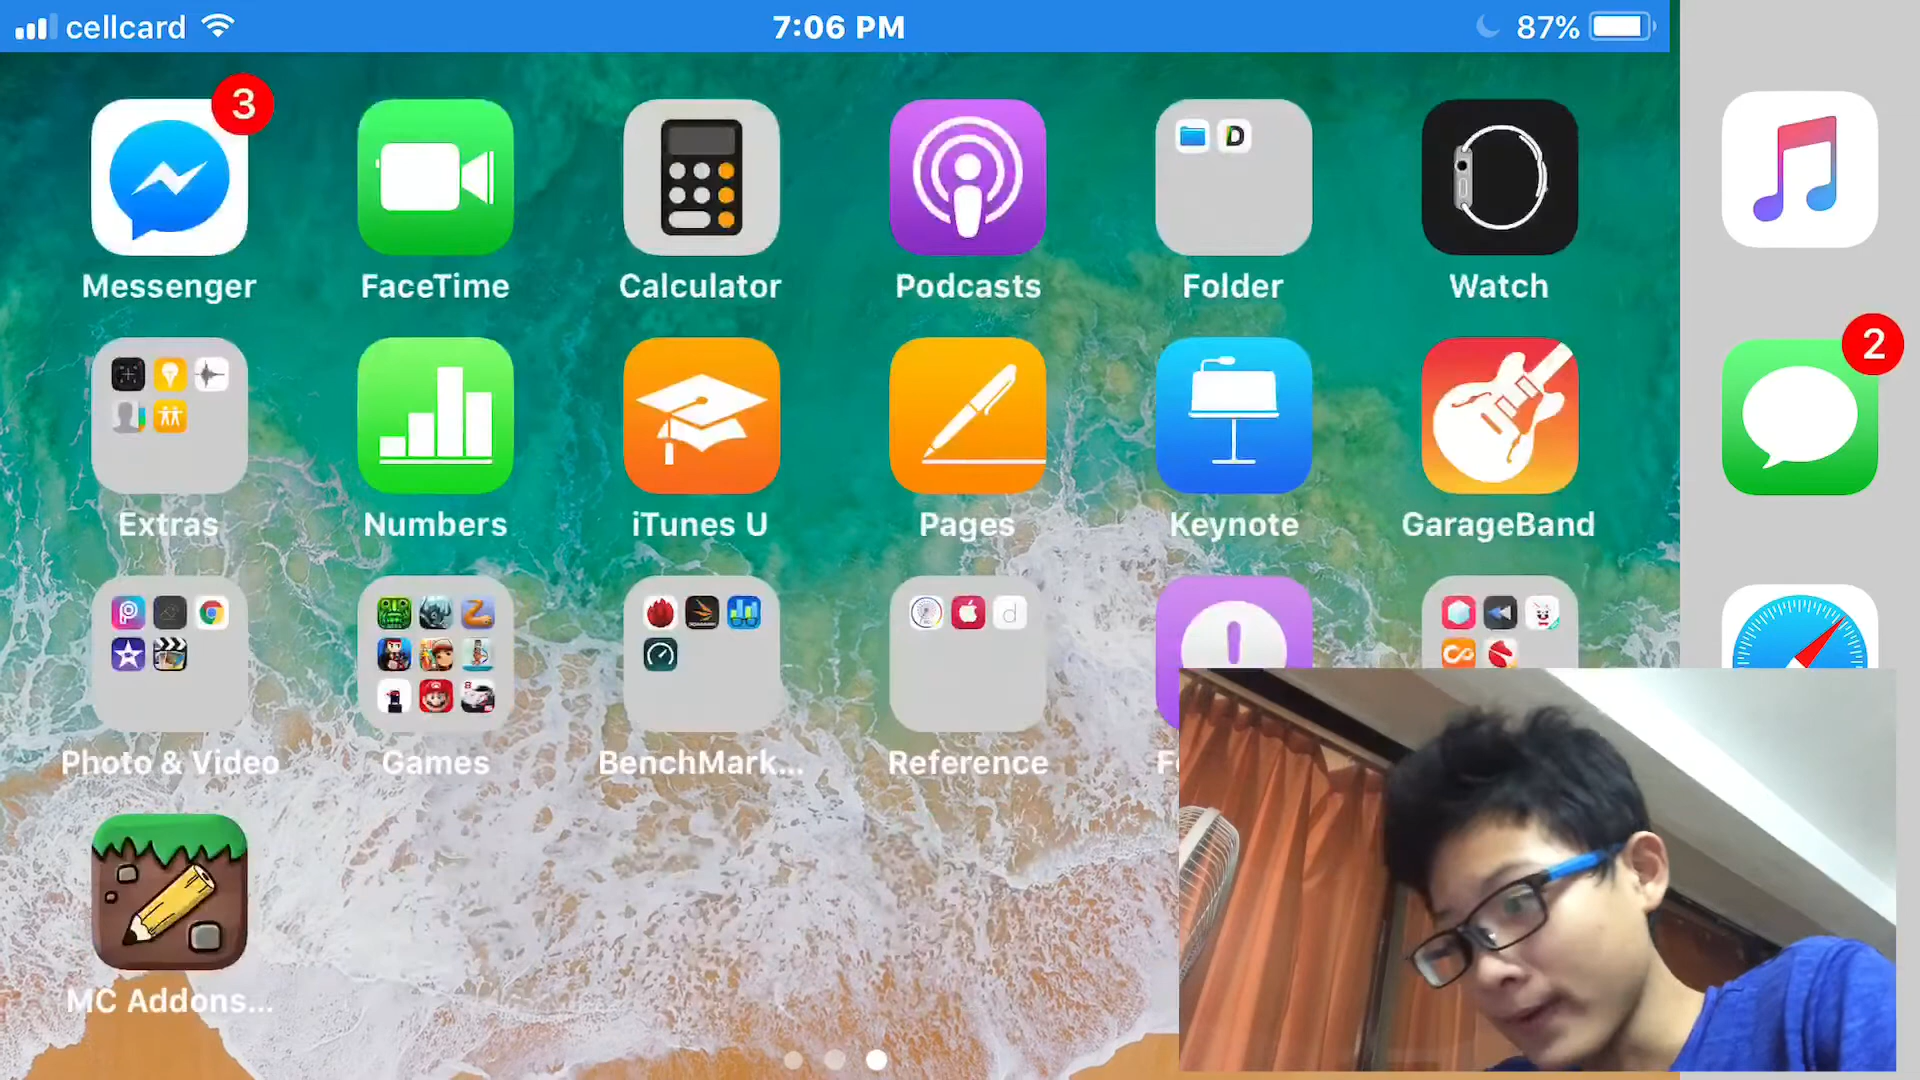 cellcard 7:06 PM 87%
3
Messenger FaceTime Calculator Podcasts Folder Watch
2
Extras Numbers iTunes U Pages Keynote GarageBand
Photo & Video Games BenchMark... Reference
MC Addons...